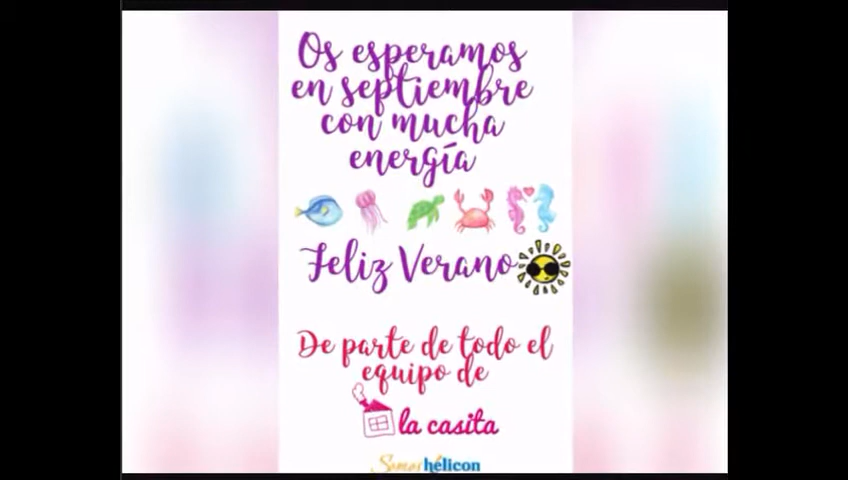 Os esperamos
en septiembre
con mucha
energía
Feliz Verano
De parte de todo el
equipo de
la casita
Somos hélicon